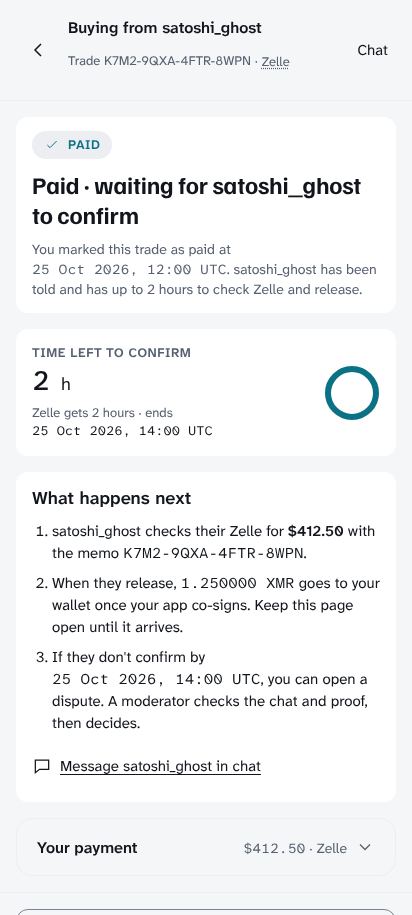 Buying from satoshi_ghost
Trade K7M2-9QXA-4FTR-8WPN · Zelle
Chat
PAID
Paid · waiting for satoshi_ghost
to confirm
You marked this trade as paid at
25 Oct 2026, 12:00 UTC. satoshi_ghost has been
told and has up to 2 hours to check Zelle and release.
TIME LEFT TO CONFIRM
2 h
Zelle gets 2 hours · ends
25 Oct 2026, 14:00 UTC
What happens next
1. satoshi_ghost checks their Zelle for $412.50 with
the memo K7M2-9QXA-4FTR-8WPN.
2. When they release, 1.250000 XMR goes to your
wallet once your app co-signs. Keep this page
open until it arrives.
3. If they don't confirm by
25 Oct 2026, 14:00 UTC, you can open a
dispute. A moderator checks the chat and proof,
then decides.
Message satoshi_ghost in chat
Your payment
$412.50 · Zelle